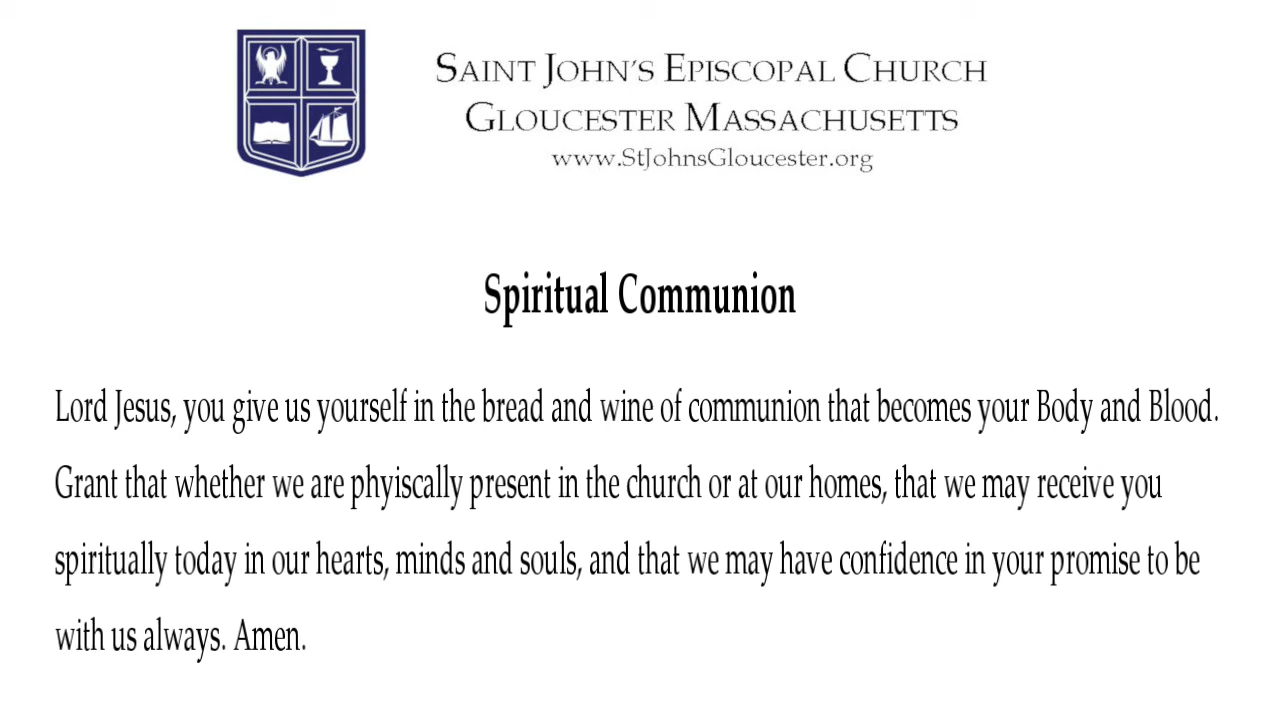 Saint John's Episcopal Church
Gloucester Massachusetts
www.StJohnsGloucester.org
Spiritual Communion
Lord Jesus, you give us yourself in the bread and wine of communion that becomes your Body and Blood.
Grant that whether we are phyiscally present in the church or at our homes, that we may receive you
spiritually today in our hearts, minds and souls, and that we may have confidence in your promise to be
with us always. Amen.